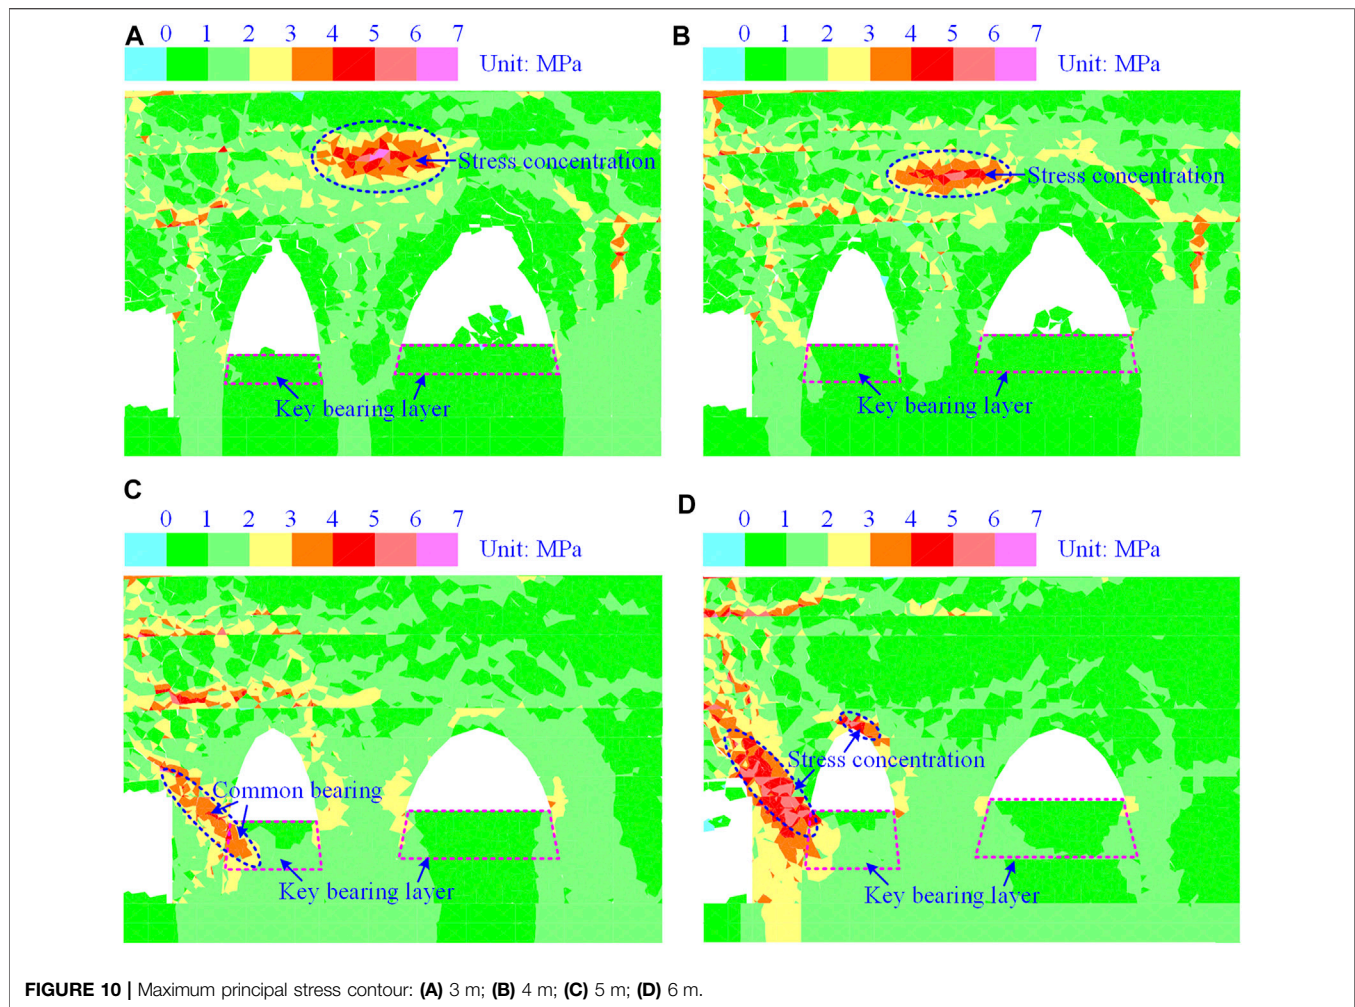 A
0 1 2 3 4 5 6 7
Unit: MPa
Stress concentration
Key bearing layer
B
0 1 2 3 4 5 6 7
Unit: MPa
Stress concentration
Key bearing layer
C
0 1 2 3 4 5 6 7
Unit: MPa
Common bearing
Key bearing layer
D
0 1 2 3 4 5 6 7
Unit: MPa
Stress concentration
Key bearing layer
FIGURE 10 | Maximum principal stress contour: (A) 3 m; (B) 4 m; (C) 5 m; (D) 6 m.